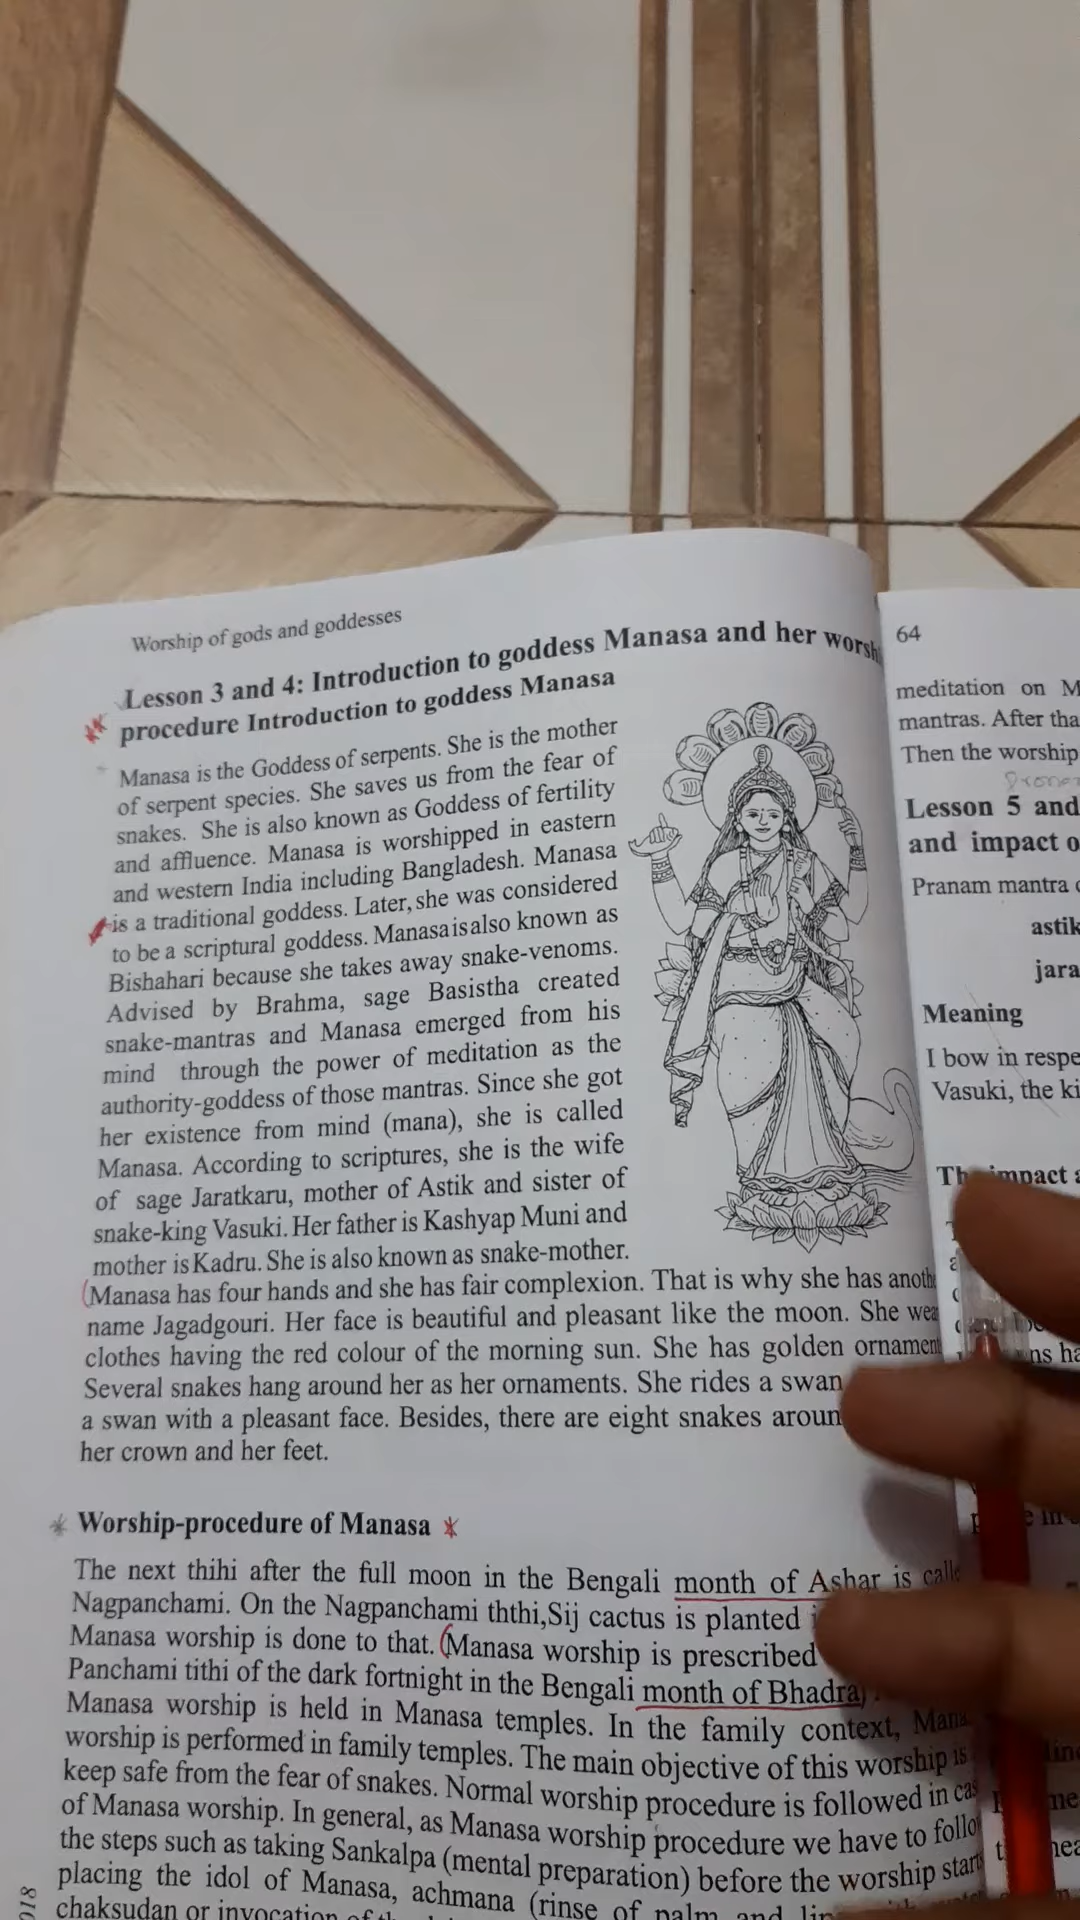 Worship of gods and goddesses
Lesson 3 and 4: Introduction to goddess Manasa and her
procedure Introduction to goddess Manasa
Manasa is the Goddess of serpents. She is the mother
of serpent species. She saves us from the fear of
snakes. She is also known as Goddess of fertility
and affluence. Manasa is worshipped in eastern
and western India including Bangladesh. Manasa
is a traditional goddess. Later, she was considered
to be a scriptural goddess. Manasa is also known as
Bishahari because she takes away snake-venoms.
Advised by Brahma, sage Basistha created
snake-mantras and Manasa emerged from his
mind through the power of meditation as the
authority-goddess of those mantras. Since she got
her existence from mind (mana), she is called
Manasa. According to scriptures, she is the wife
of sage Jaratkaru, mother of Astik and sister of
snake-king Vasuki. Her father is Kashyap Muni and
mother is Kadru. She is also known as snake-mother.
(Manasa has four hands and she has fair complexion. That is why she has
name Jagadgouri. Her face is beautiful and pleasant like the moon. She
clothes having the red colour of the morning sun. She has golden
Several snakes hang around her as her ornaments. She rides a swan
a swan with a pleasant face. Besides, there are eight snakes
her crown and her feet.
* Worship-procedure of Manasa *
The next thihi after the full moon in the Bengali month of Ashar is
Nagpanchami. On the Nagpanchami ththi,Sij cactus is planted
Manasa worship is done to that. (Manasa worship is prescribed
Panchami tithi of the dark fortnight in the Bengali month of Bhadra)
Manasa worship is held in Manasa temples. In the family context,
worship is performed in family temples. The main objective of this worship is
keep safe from the fear of snakes. Normal worship procedure is followed in
of Manasa worship. In general, as Manasa worship procedure we have to
the steps such as taking Sankalpa (mental preparation) before the worship
placing the idol of Manasa, achmana (rinse of palm and
chaksudan or invocation of
64
meditation on
mantras. After
Then the worship
Lesson 5 and
and impact
Pranam mantra
Meaning
I bow in
Vasuki, the
impact